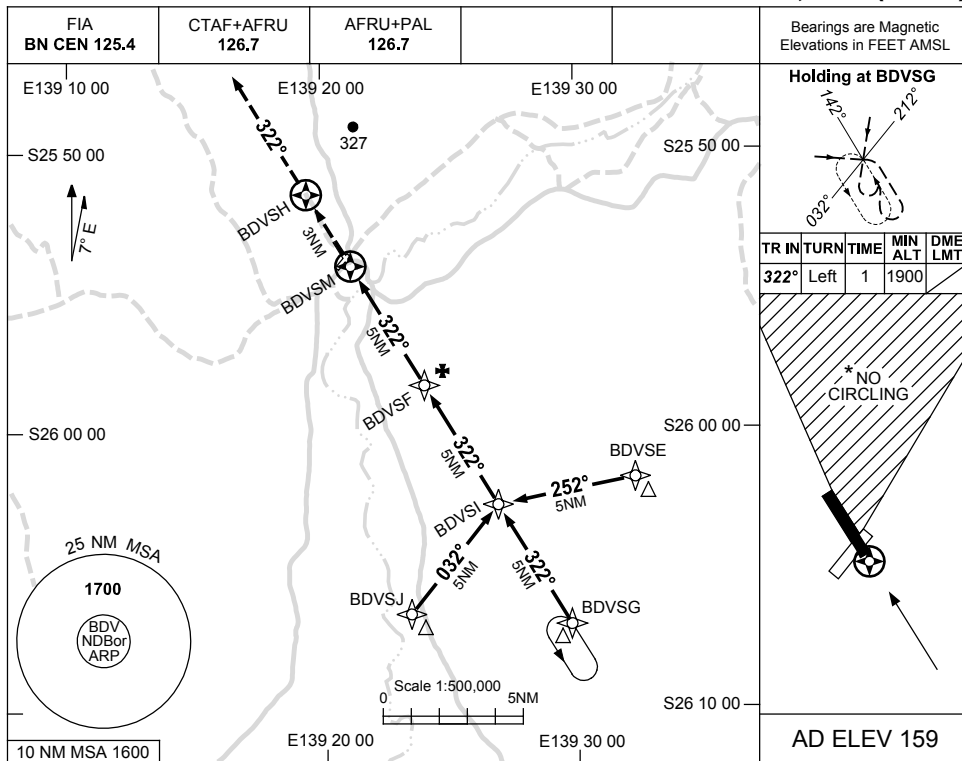 FIA
BN CEN 125.4
CTAF+AFRU
126.7
AFRU+PAL
126.7
Bearings are Magnetic
Elevations in FEET AMSL
E139 10 00
E139 20 00
E139 30 00
322°
327
S25 50 00
S25 50 00
7° E
BDVSH
3NM
BDVSM
322°
5NM
BDVSF
S26 00 00
S26 00 00
322°
5NM
BDVSE
252°
5NM
BDVSI
032°
5NM
322°
5NM
BDVSJ
BDVSG
25 NM MSA
1700
BDV
NDBor
ARP
Scale 1:500,000
0
5NM
S26 10 00
E139 20 00
E139 30 00
10 NM MSA 1600
Holding at BDVSG
142°
212°
032°
TR IN
TURN
TIME
MIN
ALT
DME
LMT
322°
Left
1
1900
* NO
CIRCLING
AD ELEV 159